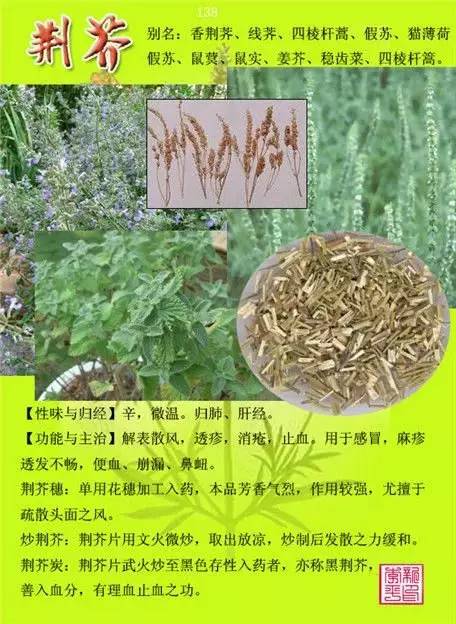 138
荆芥
别名：香荆荠、线荠、四棱杆蒿、假苏、猫薄荷
假苏、鼠蓂、鼠实、姜芥、稳齿菜、四棱杆蒿。
【性味与归经】辛，微温。归肺、肝经。
【功能与主治】解表散风，透疹，消疮，止血。用于感冒，麻疹
透发不畅，便血、崩漏、鼻衄。
荆芥穗：单用花穗加工入药，本品芳香气烈，作用较强，尤擅于
疏散头面之风。
炒荆芥：荆芥片用文火微炒，取出放凉，炒制后发散之力缓和。
荆芥炭：荆芥片武火炒至黑色存性入药者，亦称黑荆芥，
善入血分，有理血止血之功。